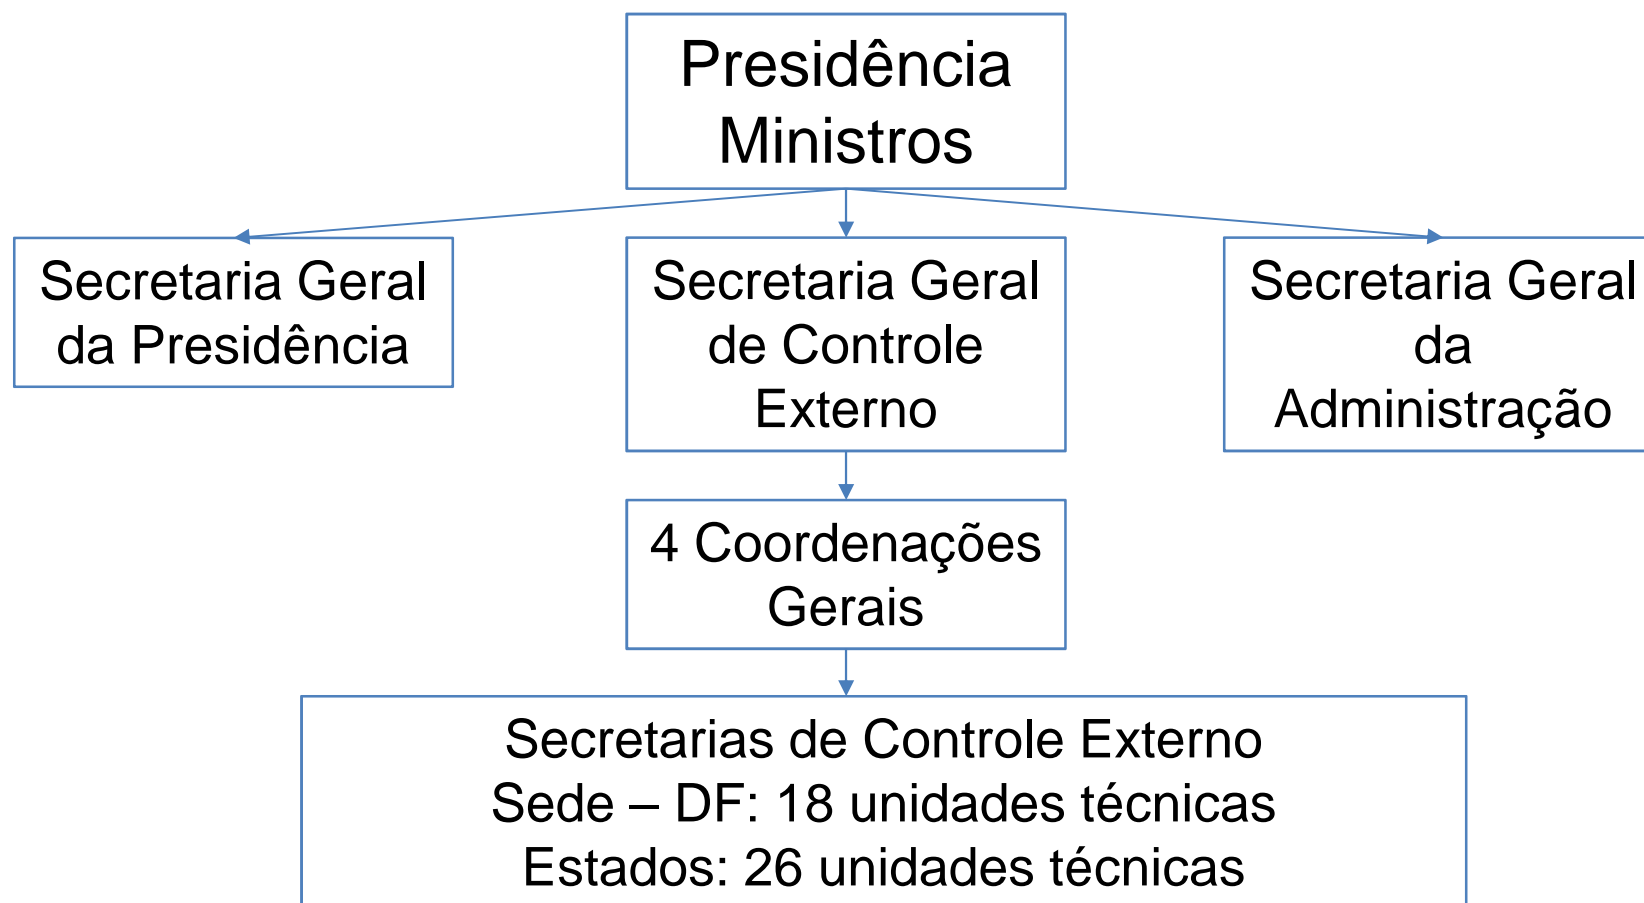 Presidência
Ministros
Secretaria Geral
da Presidência
Secretaria Geral
de Controle
Externo
Secretaria Geral
da
Administração
4 Coordenações
Gerais
Secretarias de Controle Externo
Sede – DF: 18 unidades técnicas
Estados: 26 unidades técnicas